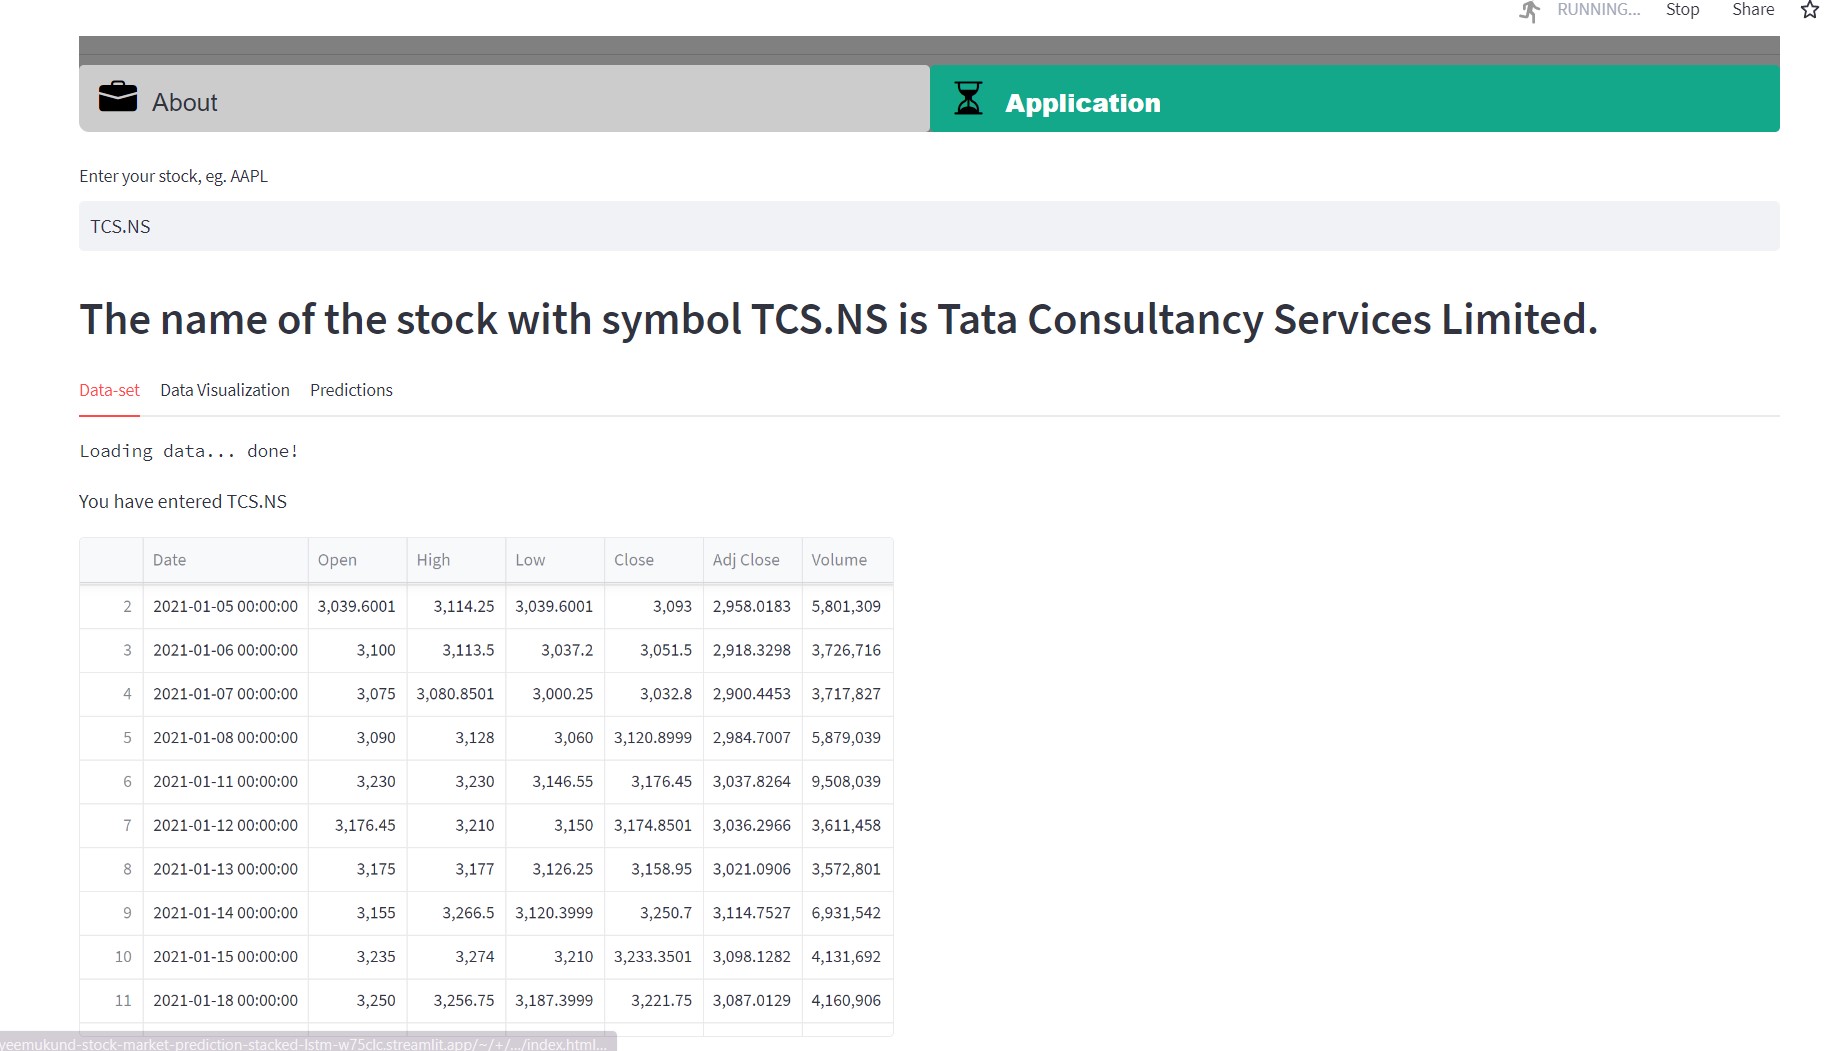 RUNNING... Stop Share
About Application
Enter your stock, eg. AAPL
TCS.NS
The name of the stock with symbol TCS.NS is Tata Consultancy Services Limited.
Data-set Data Visualization Predictions
Loading data... done!
You have entered TCS.NS
Date Open High Low Close Adj Close Volume
2 2021-01-05 00:00:00 3,039.6001 3,114.25 3,039.6001 3,093 2,958.0183 5,801,309
3 2021-01-06 00:00:00 3,100 3,113.5 3,037.2 3,051.5 2,918.3298 3,726,716
4 2021-01-07 00:00:00 3,075 3,080.8501 3,000.25 3,032.8 2,900.4453 3,717,827
5 2021-01-08 00:00:00 3,090 3,128 3,060 3,120.8999 2,984.7007 5,879,039
6 2021-01-11 00:00:00 3,230 3,230 3,146.55 3,176.45 3,037.8264 9,508,039
7 2021-01-12 00:00:00 3,176.45 3,210 3,150 3,174.8501 3,036.2966 3,611,458
8 2021-01-13 00:00:00 3,175 3,177 3,126.25 3,158.95 3,021.0906 3,572,801
9 2021-01-14 00:00:00 3,155 3,266.5 3,120.3999 3,250.7 3,114.7527 6,931,542
10 2021-01-15 00:00:00 3,235 3,274 3,210 3,233.3501 3,098.1282 4,131,692
11 2021-01-18 00:00:00 3,250 3,256.75 3,187.3999 3,221.75 3,087.0129 4,160,906
yeemukund-stock-market-prediction-stacked-lstm-w75clc.streamlit.app/~/+/.../index.html...